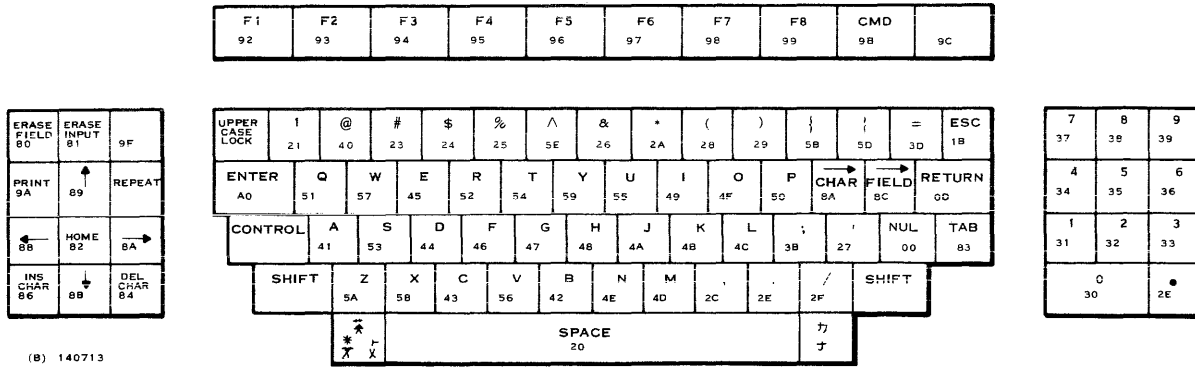 F1 F2 F3 F4 F5 F6 F7 F8 CMD
92 93 94 95 96 97 98 99 9B 9C
ERASE FIELD 80
ERASE INPUT 81
9F
PRINT 9A
89
REPEAT
88
HOME 82
8A
INS CHAR 86
8B
DEL CHAR 84
UPPER CASE LOCK
! @ # $ % ^ & * ( ) = ESC
21 40 23 24 25 5E 26 2A 28 29 5B 5D 3D 1B
ENTER Q W E R T Y U I O P CHAR FIELD RETURN
A0 51 57 45 52 54 59 55 49 4F 50 8A 8C 0D
CONTROL A S D F G H J K L ; ' NUL TAB
41 53 44 46 47 48 4A 4B 4C 3B 27 00 83
SHIFT Z X C V B N M , . / SHIFT
5A 58 43 56 42 4E 4D 2C 2E 2F
SPACE
20
カ
ナ
7 8 9
37 38 39
4 5 6
34 35 36
1 2 3
31 32 33
0
30 2E
(B) 140713